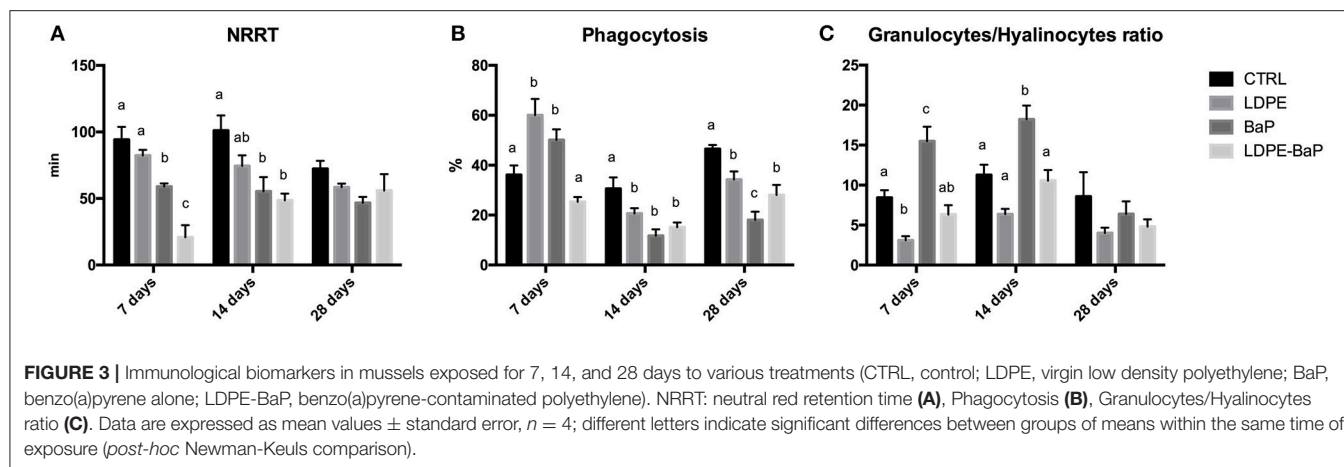 A NRRT
150
100
50
0
min
a a b c
a ab b b
7 days 14 days 28 days
B Phagocytosis
80
60
40
20
0
%
a b b a
a b b b
a b c b
7 days 14 days 28 days
C Granulocytes/Hyalinocytes ratio
25
20
15
10
5
0
a b c ab
a a b a
7 days 14 days 28 days
CTRL
LDPE
BaP
LDPE-BaP
FIGURE 3 | Immunological biomarkers in mussels exposed for 7, 14, and 28 days to various treatments (CTRL, control; LDPE, virgin low density polyethylene; BaP,
benzo(a)pyrene alone; LDPE-BaP, benzo(a)pyrene-contaminated polyethylene). NRRT: neutral red retention time (A), Phagocytosis (B), Granulocytes/Hyalinocytes
ratio (C). Data are expressed as mean values ± standard error, n = 4; different letters indicate significant differences between groups of means within the same time of
exposure (post-hoc Newman-Keuls comparison).